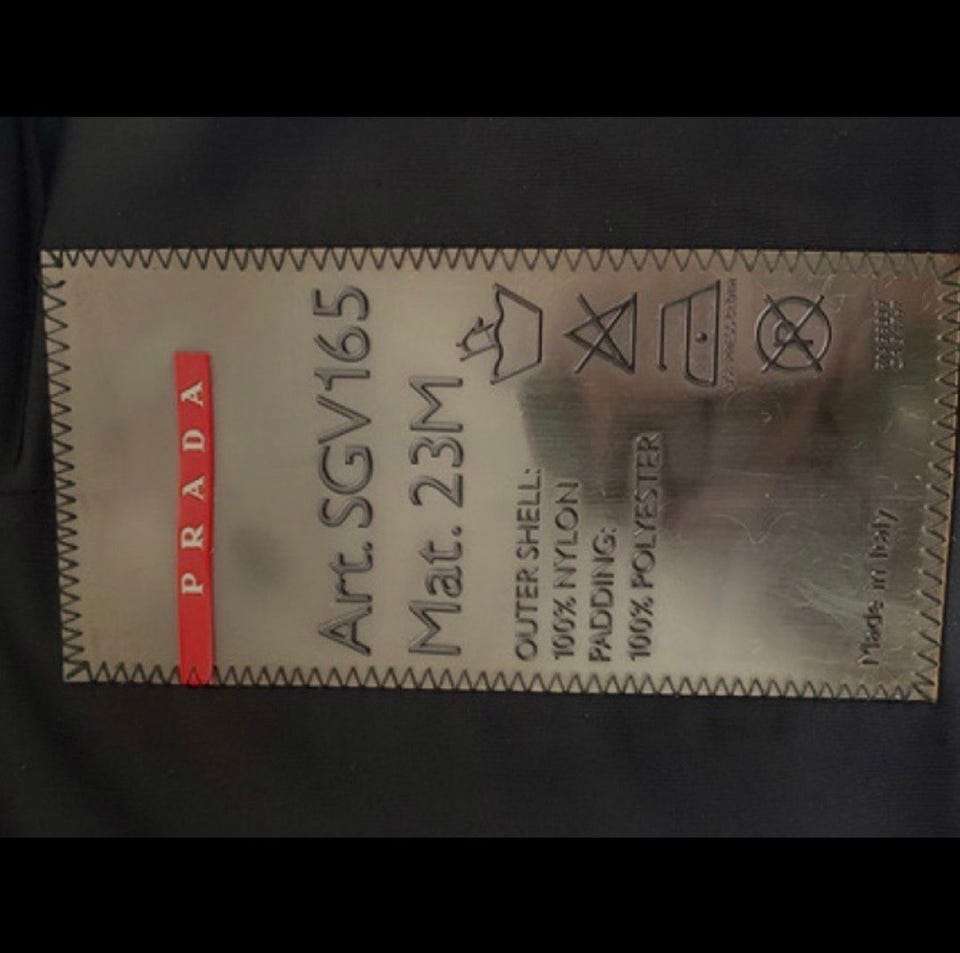 PRADA
Art. SGV165
Mat. 23M
OUTER SHELL:
100% NYLON
PADDING:
100% POLYESTER
Made in Italy